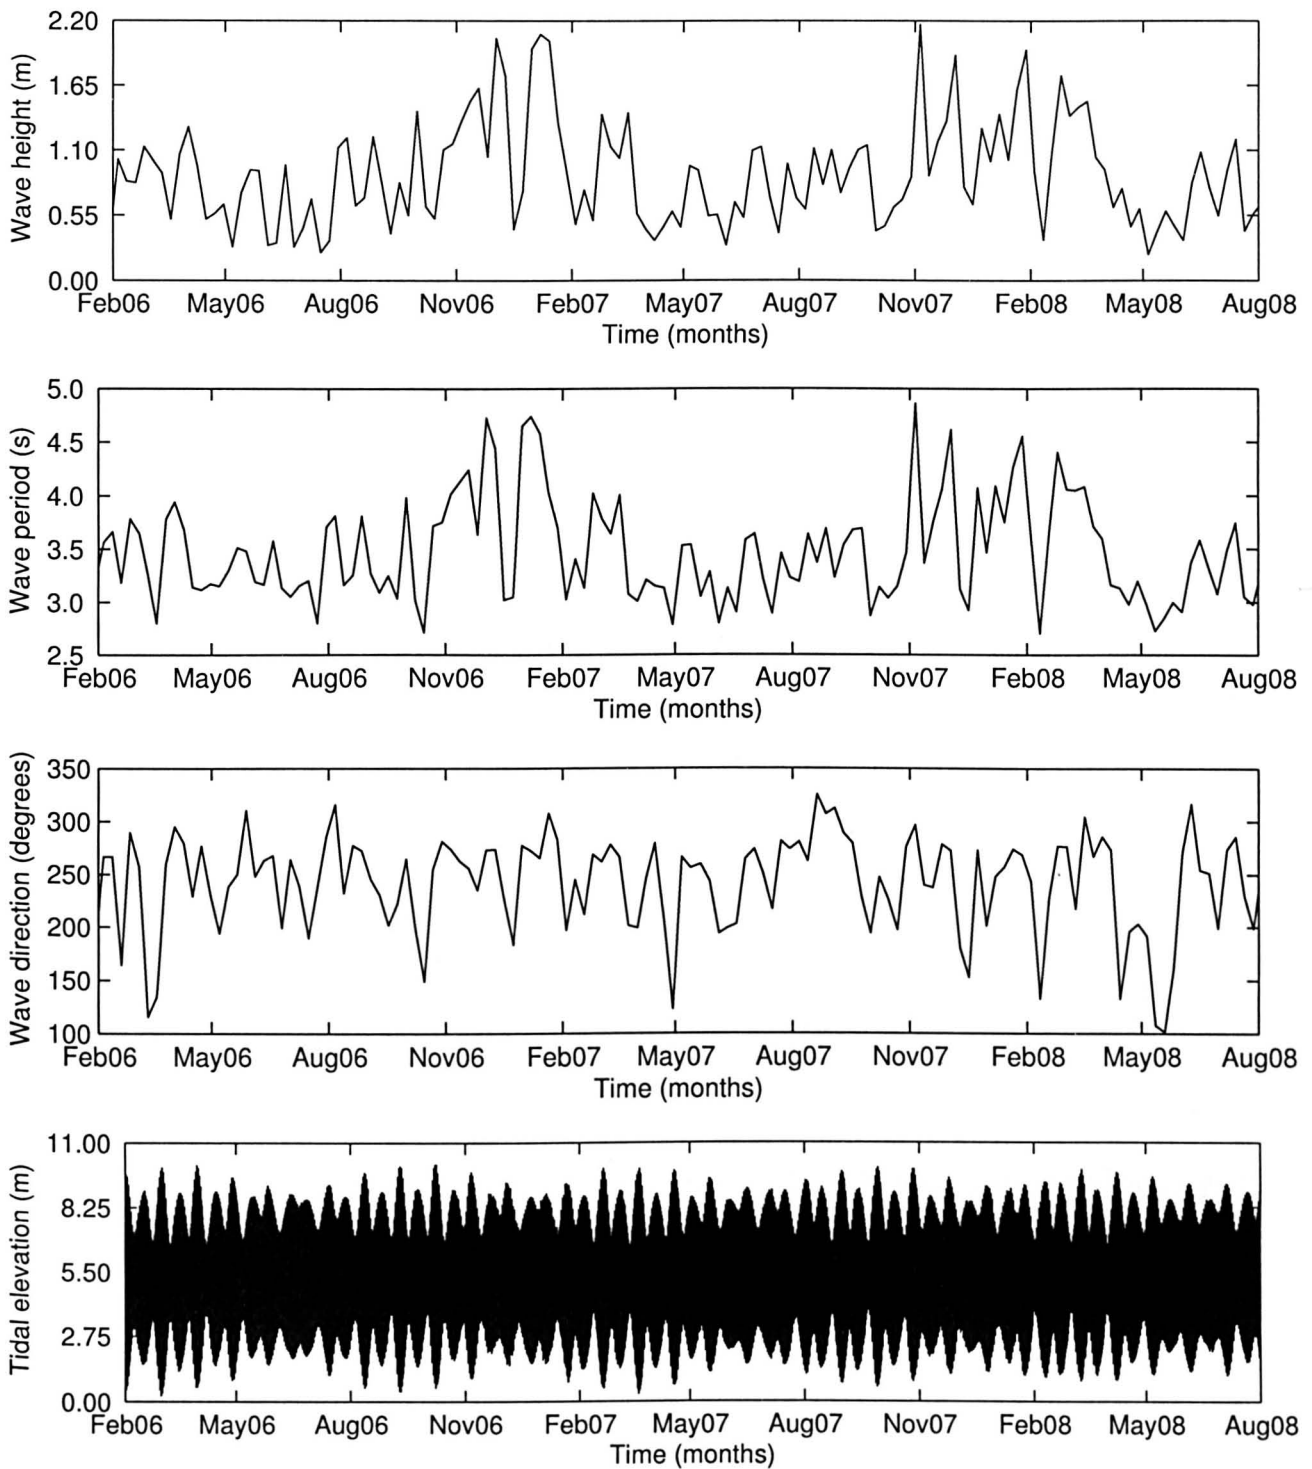 Wave height (m)
2.20
1.65
1.10
0.55
0.00
Feb06 May06 Aug06 Nov06 Feb07 May07 Aug07 Nov07 Feb08 May08 Aug08
Time (months)
Wave period (s)
5.0
4.5
4.0
3.5
3.0
2.5
Feb06 May06 Aug06 Nov06 Feb07 May07 Aug07 Nov07 Feb08 May08 Aug08
Time (months)
Wave direction (degrees)
350
300
250
200
150
100
Feb06 May06 Aug06 Nov06 Feb07 May07 Aug07 Nov07 Feb08 May08 Aug08
Time (months)
Tidal elevation (m)
11.00
8.25
5.50
2.75
0.00
Feb06 May06 Aug06 Nov06 Feb07 May07 Aug07 Nov07 Feb08 May08 Aug08
Time (months)